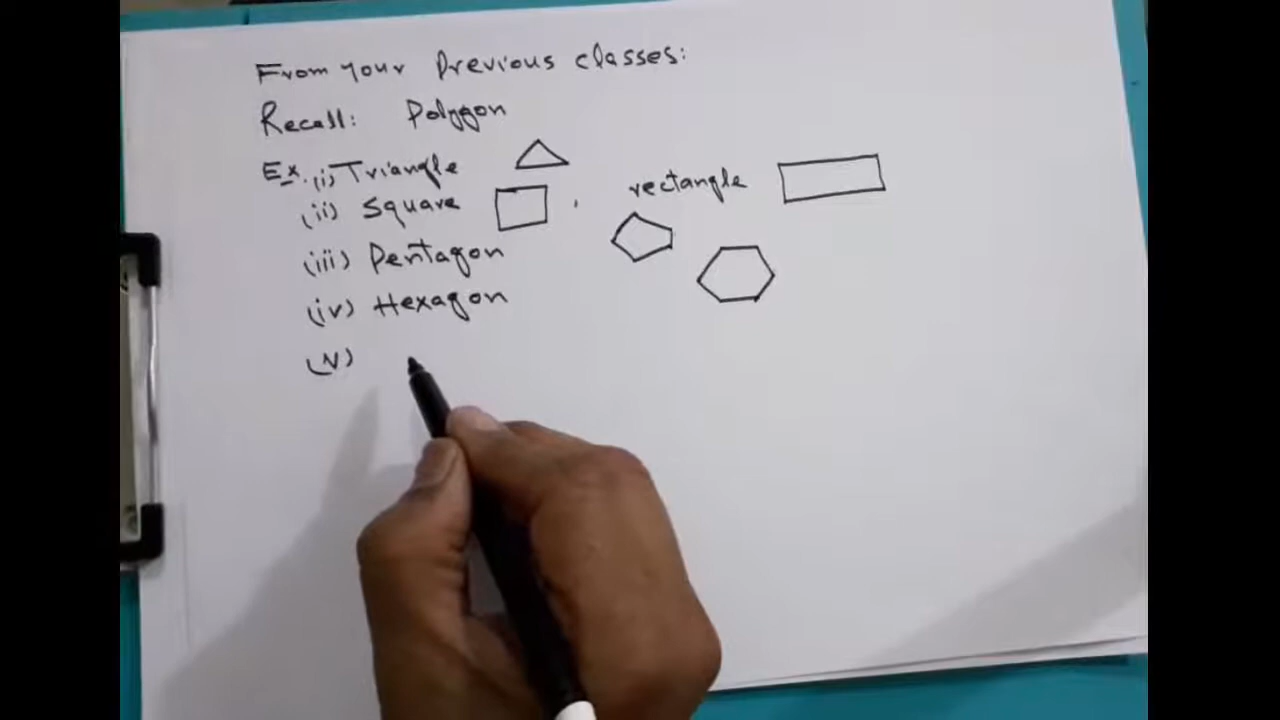 From your Previous classes:
Recall: Polygon
Ex. (i) Triangle
(ii) Square , rectangle
(iii) Pentagon
(iv) Hexagon
(v)